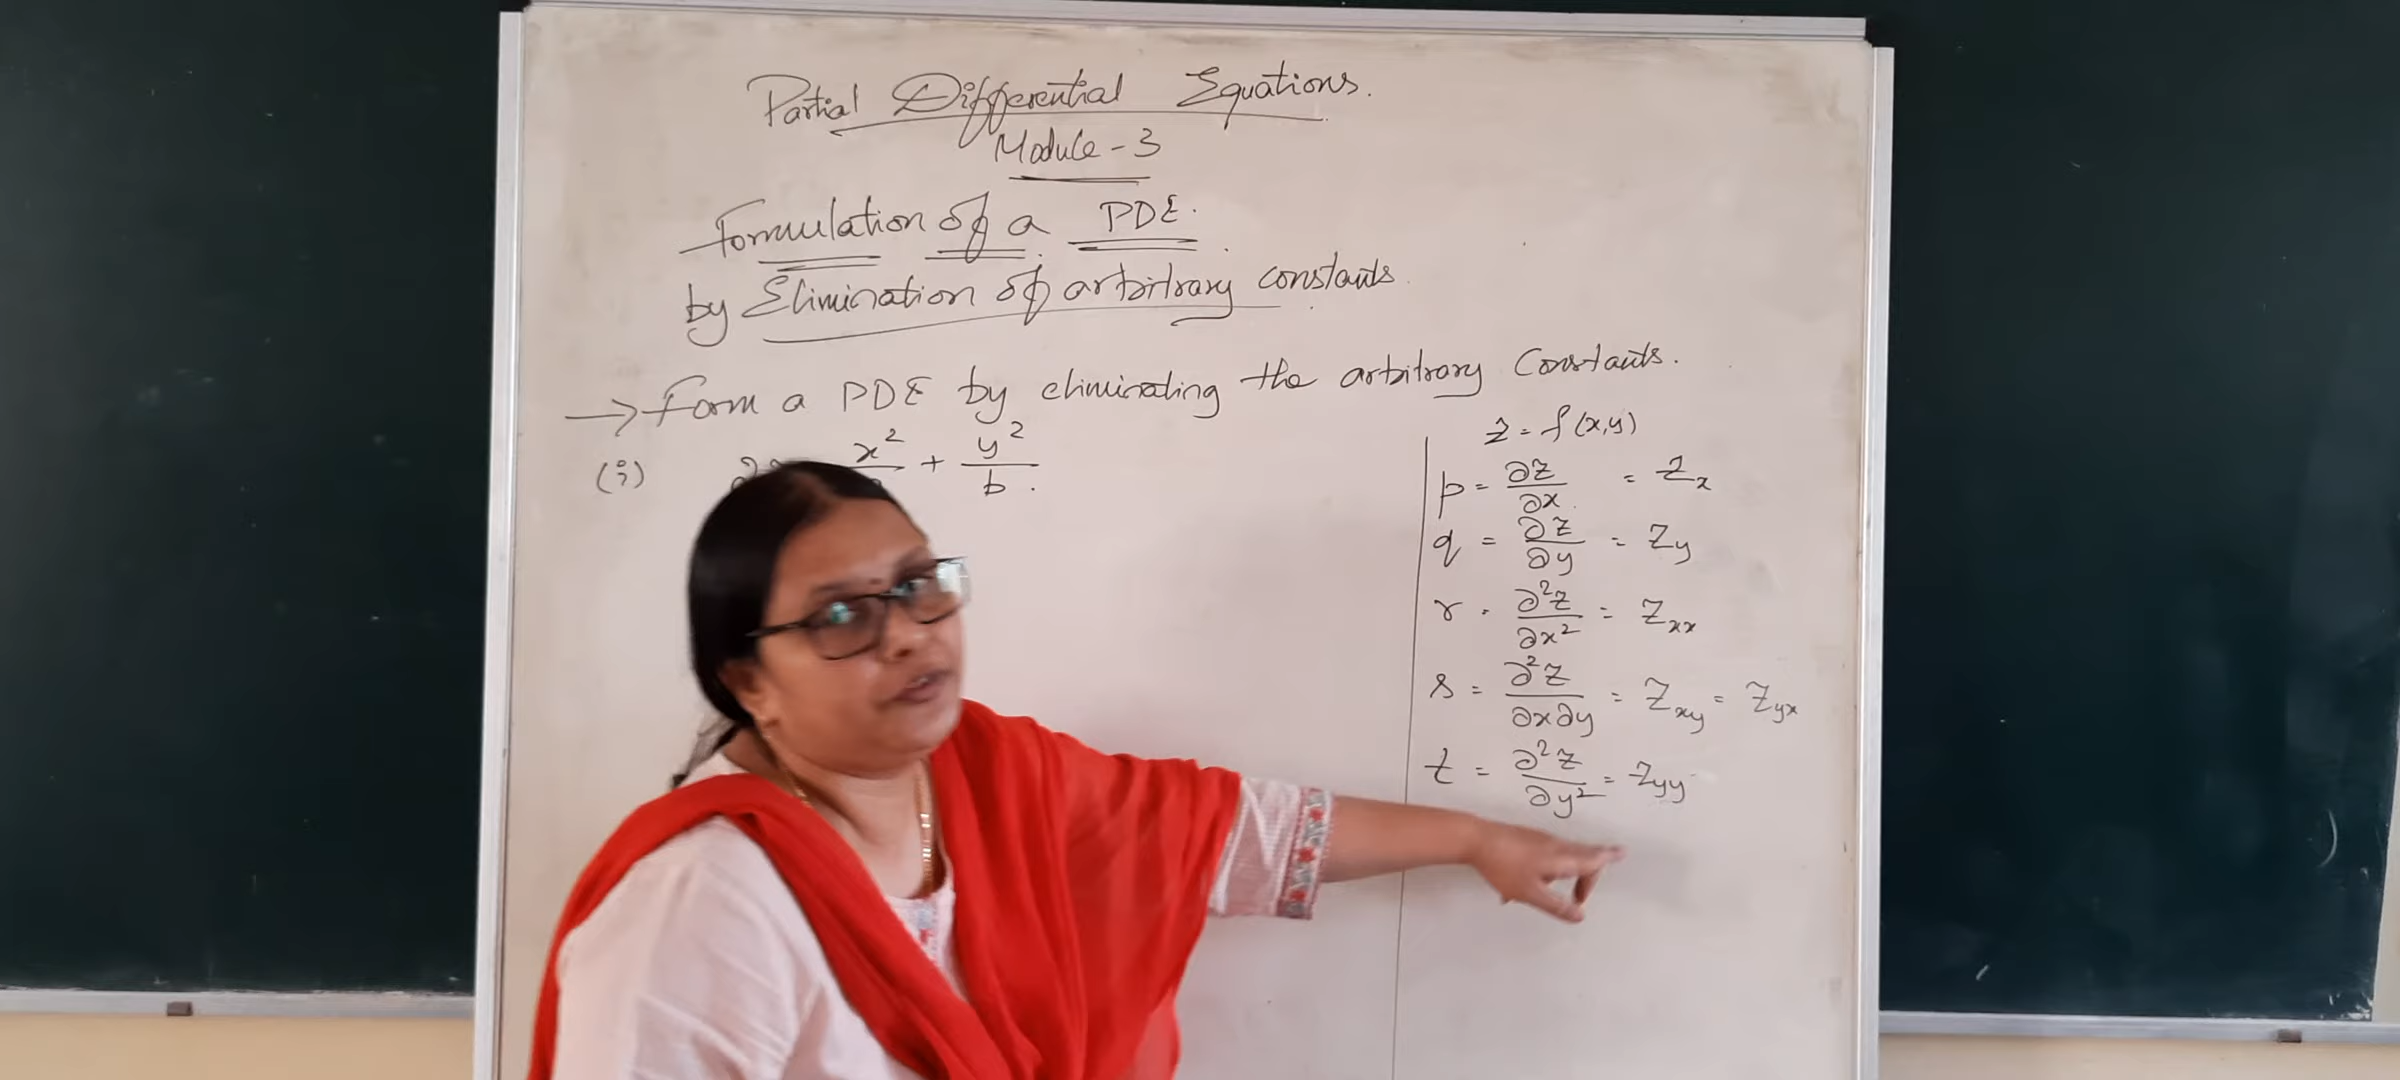 Partial Differential Equations.
Module - 3
Formulation of a PDE.
by Elimination of arbitrary constants.
→ Form a PDE by eliminating the arbitrary Constants.
(i) x² + y² / b.
z = f(x,y)
p = ∂z/∂x = Zx
q = ∂z/∂y = Zy
r = ∂²z/∂x² = Zxx
s = ∂²z/∂x∂y = Zxy = Zyx
t = ∂²z/∂y² = Zyy